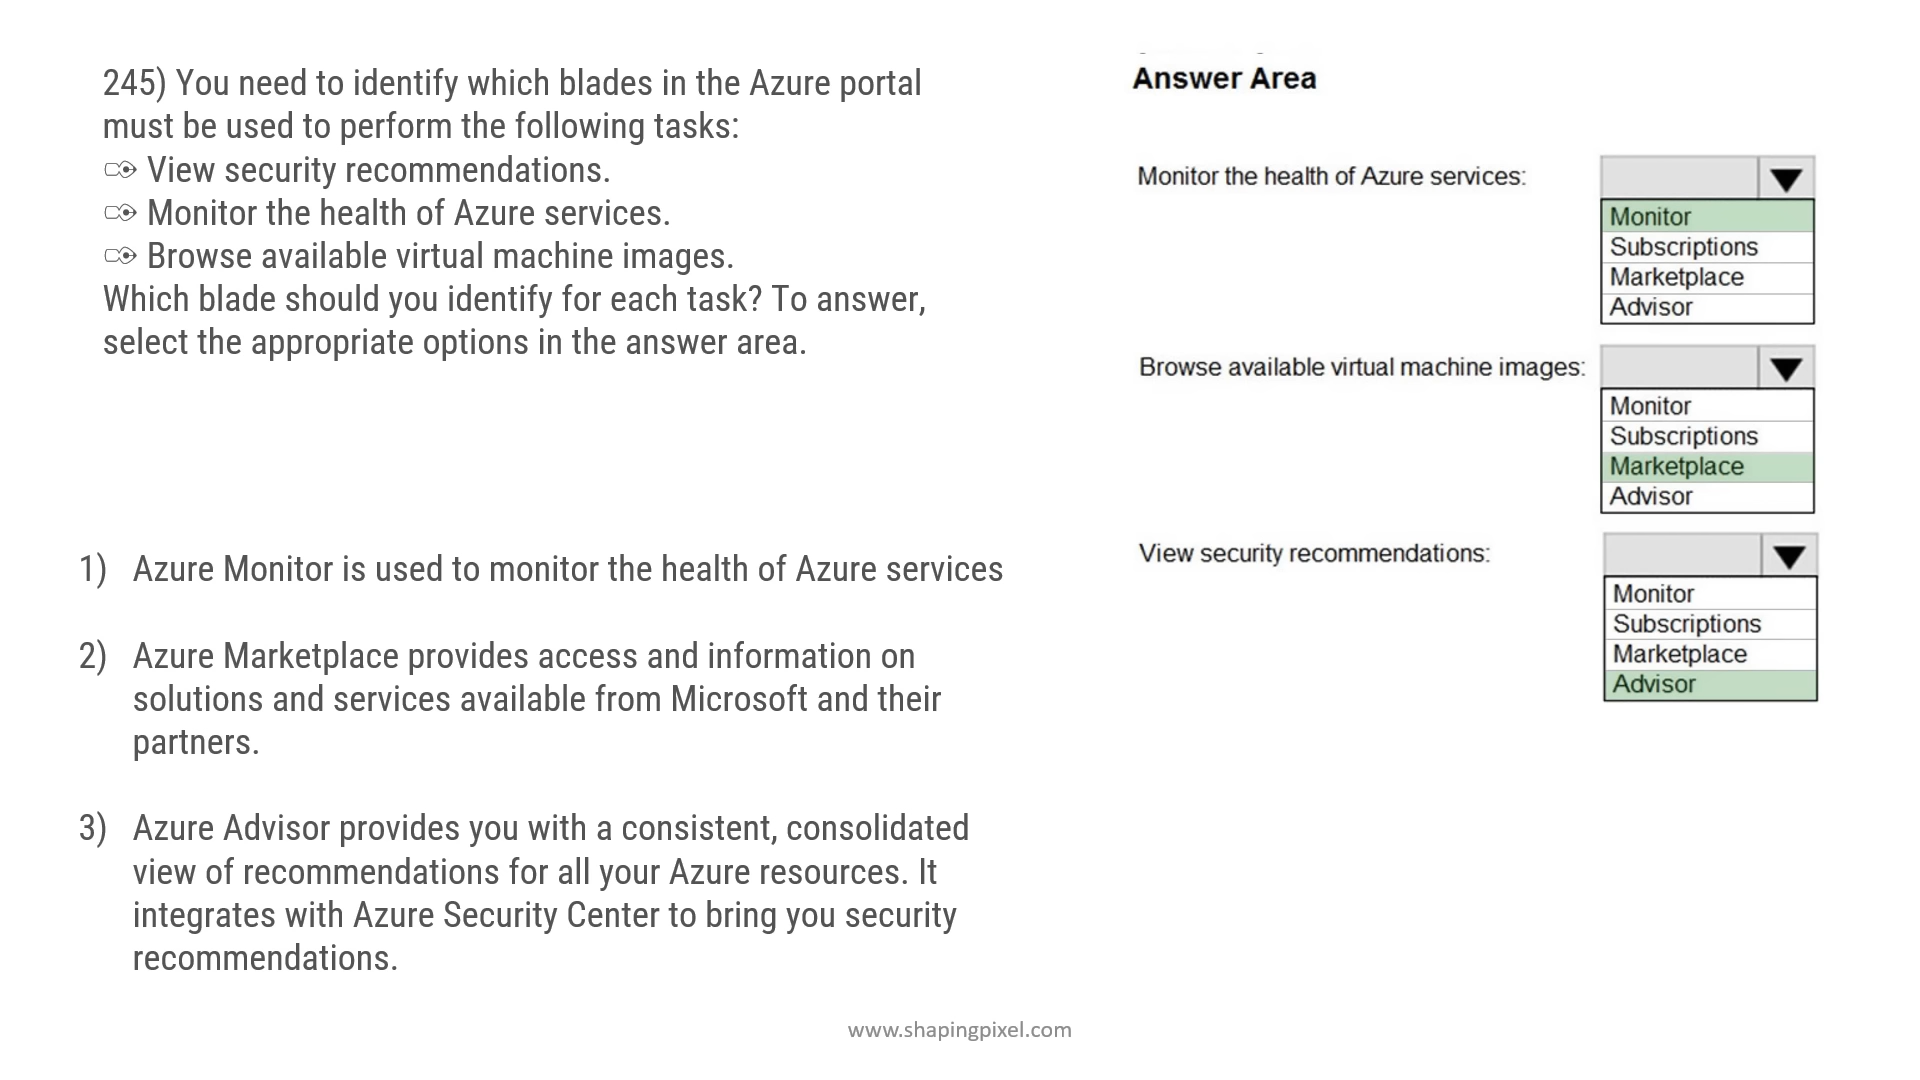 245) You need to identify which blades in the Azure portal
must be used to perform the following tasks:
View security recommendations.
Monitor the health of Azure services.
Browse available virtual machine images.
Which blade should you identify for each task? To answer,
select the appropriate options in the answer area.
1) Azure Monitor is used to monitor the health of Azure services
2) Azure Marketplace provides access and information on
solutions and services available from Microsoft and their
partners.
3) Azure Advisor provides you with a consistent, consolidated
view of recommendations for all your Azure resources. It
integrates with Azure Security Center to bring you security
recommendations.
Answer Area
Monitor the health of Azure services:
Monitor
Subscriptions
Marketplace
Advisor
Browse available virtual machine images:
Monitor
Subscriptions
Marketplace
Advisor
View security recommendations:
Monitor
Subscriptions
Marketplace
Advisor
www.shapingpixel.com